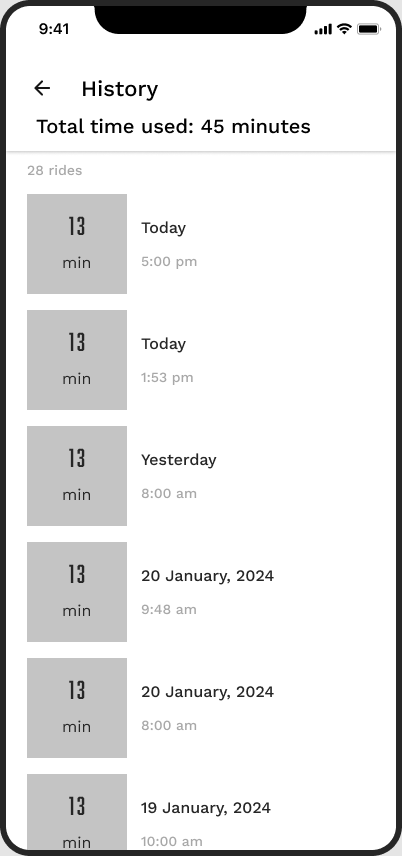 9:41
History
Total time used: 45 minutes
28 rides
13
min
Today
5:00 pm
13
min
Today
1:53 pm
13
min
Yesterday
8:00 am
13
min
20 January, 2024
9:48 am
13
min
20 January, 2024
8:00 am
13
min
19 January, 2024
10:00 am